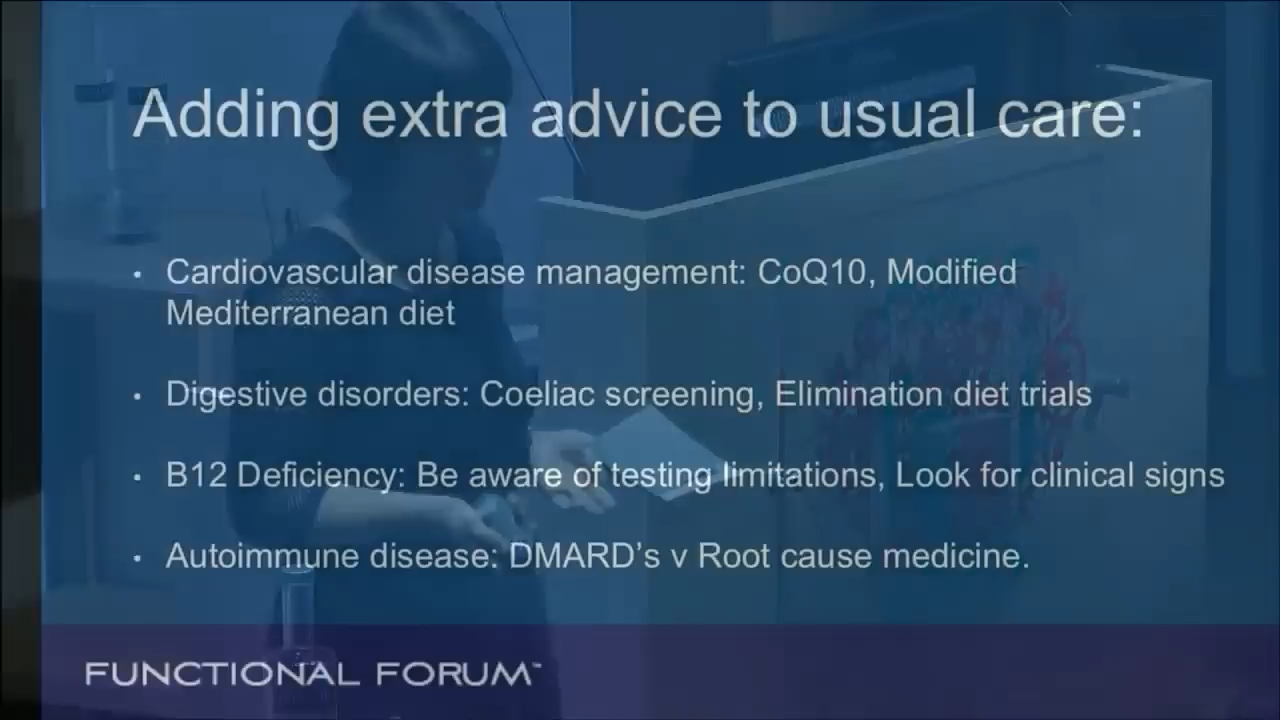 Adding extra advice to usual care:
• Cardiovascular disease management: CoQ10, Modified
Mediterranean diet
• Digestive disorders: Coeliac screening, Elimination diet trials
• B12 Deficiency: Be aware of testing limitations, Look for clinical signs
• Autoimmune disease: DMARD’s v Root cause medicine.
FUNCTIONAL FORUM™